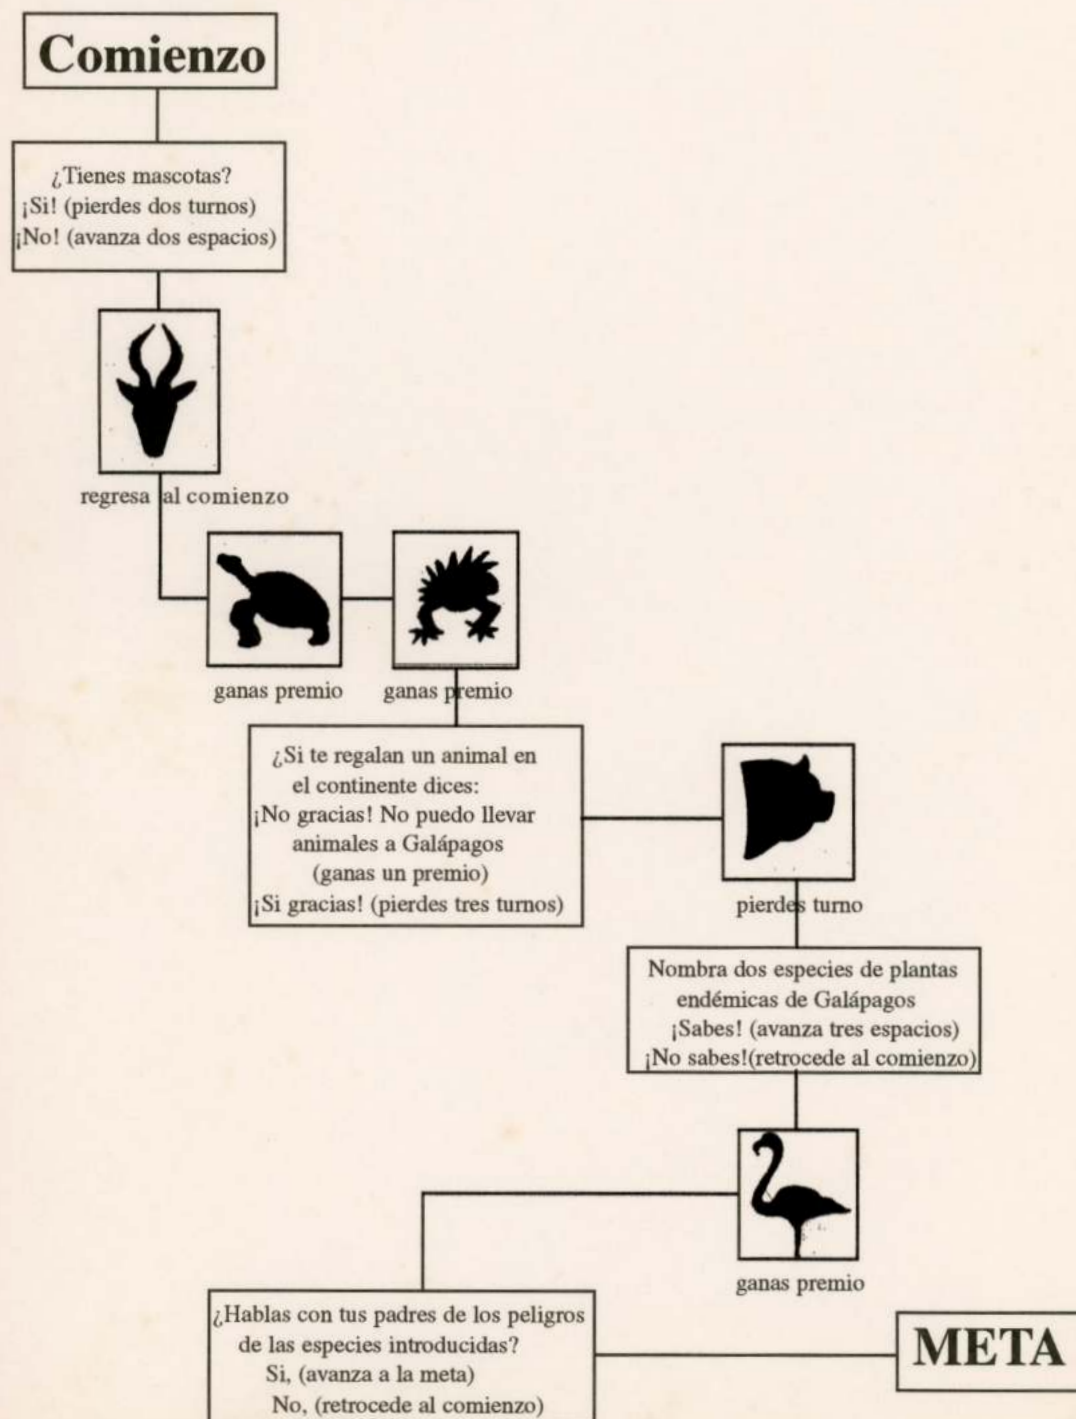 Comienzo
¿Tienes mascotas?
¡Si! (pierdes dos turnos)
¡No! (avanza dos espacios)
regresa al comienzo
ganas premio
ganas premio
¿Si te regalan un animal en
el continente dices:
¡No gracias! No puedo llevar
animales a Galápagos
(ganas un premio)
¡Si gracias! (pierdes tres turnos)
pierdes turno
Nombra dos especies de plantas
endémicas de Galápagos
¡Sabes! (avanza tres espacios)
¡No sabes!(retrocede al comienzo)
ganas premio
¿Hablas con tus padres de los peligros
de las especies introducidas?
Si, (avanza a la meta)
No, (retrocede al comienzo)
META